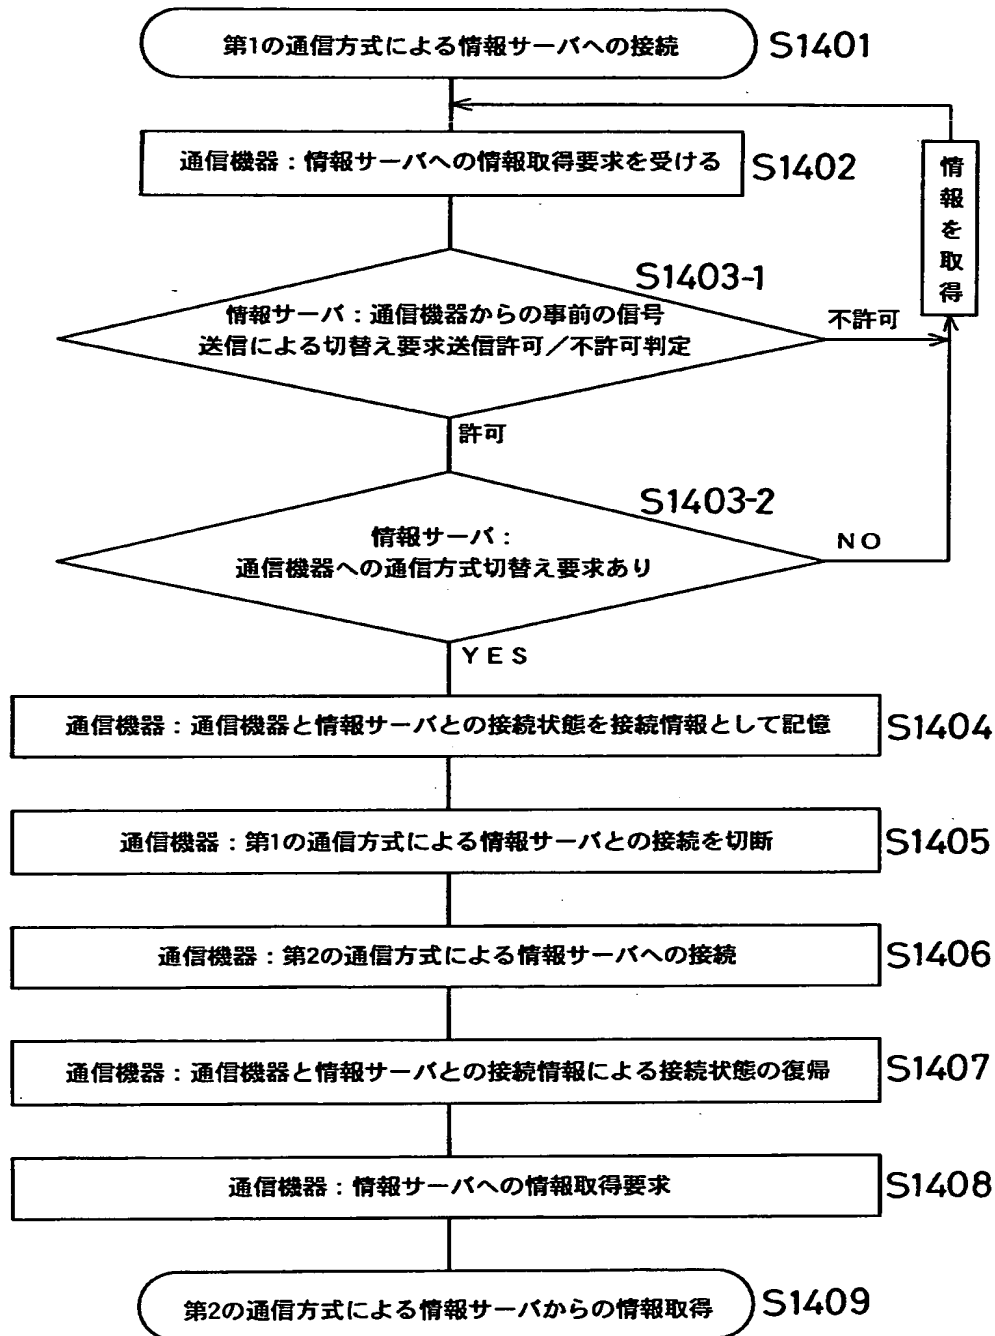 第1の通信方式による情報サーバへの接続
S1401
通信機器：情報サーバへの情報取得要求を受ける
S1402
情報を取得
S1403-1
情報サーバ：通信機器からの事前の信号
送信による切替え要求送信許可／不許可判定
不許可
許可
S1403-2
情報サーバ：
通信機器への通信方式切替え要求あり
NO
YES
通信機器：通信機器と情報サーバとの接続状態を接続情報として記憶
S1404
通信機器：第1の通信方式による情報サーバとの接続を切断
S1405
通信機器：第2の通信方式による情報サーバへの接続
S1406
通信機器：通信機器と情報サーバとの接続情報による接続状態の復帰
S1407
通信機器：情報サーバへの情報取得要求
S1408
第2の通信方式による情報サーバからの情報取得
S1409